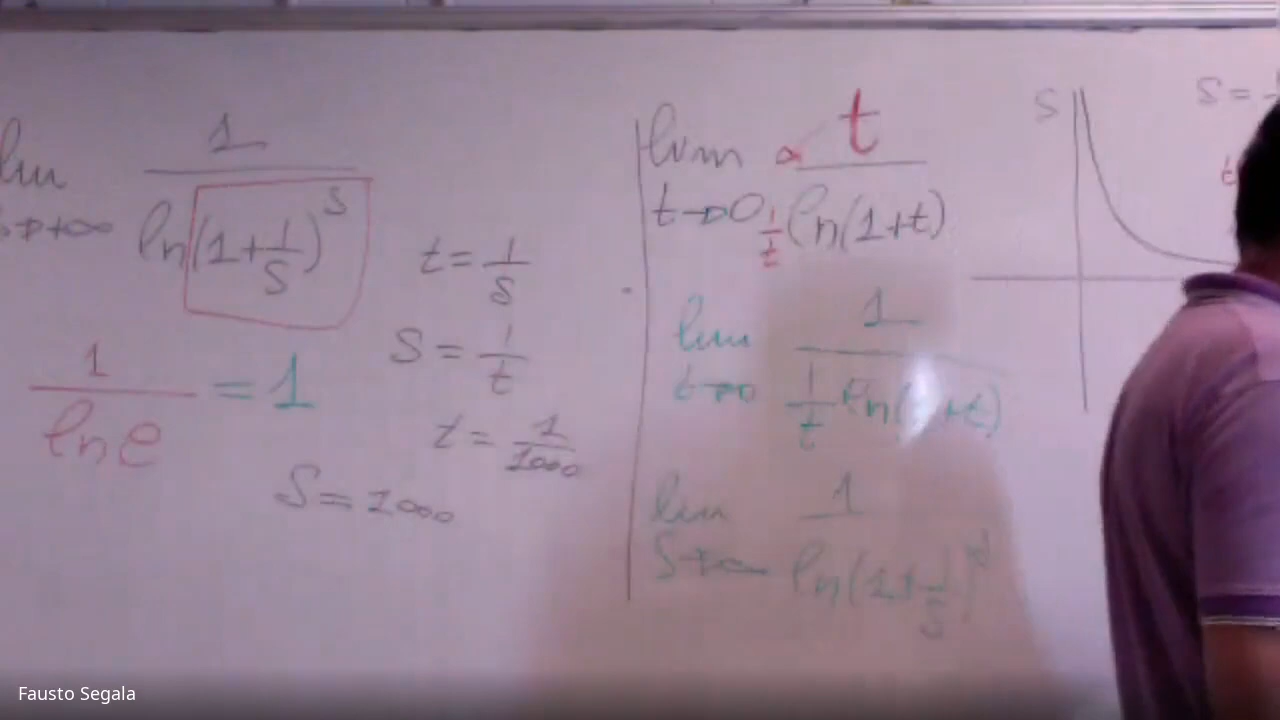 lim 1 / ln(1+1/S)^S
S→+∞
1 / ln e = 1
t = 1/S
S = 1/t
t = 1/1000
S = 1000
lim t / 1/t ln(1+t)
t→0
lim 1 / 1/t ln(1+t)
t→0
lim 1 / ln(1+1/S)^S
S→∞
S
S =
t
Fausto Segala